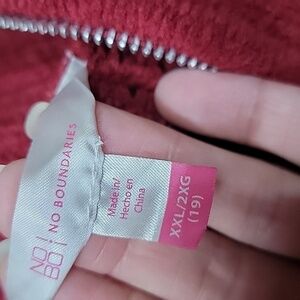 NO
BO
NO BOUNDARIES
Made in/
Hecho en
China
XXL/2XG
(19)